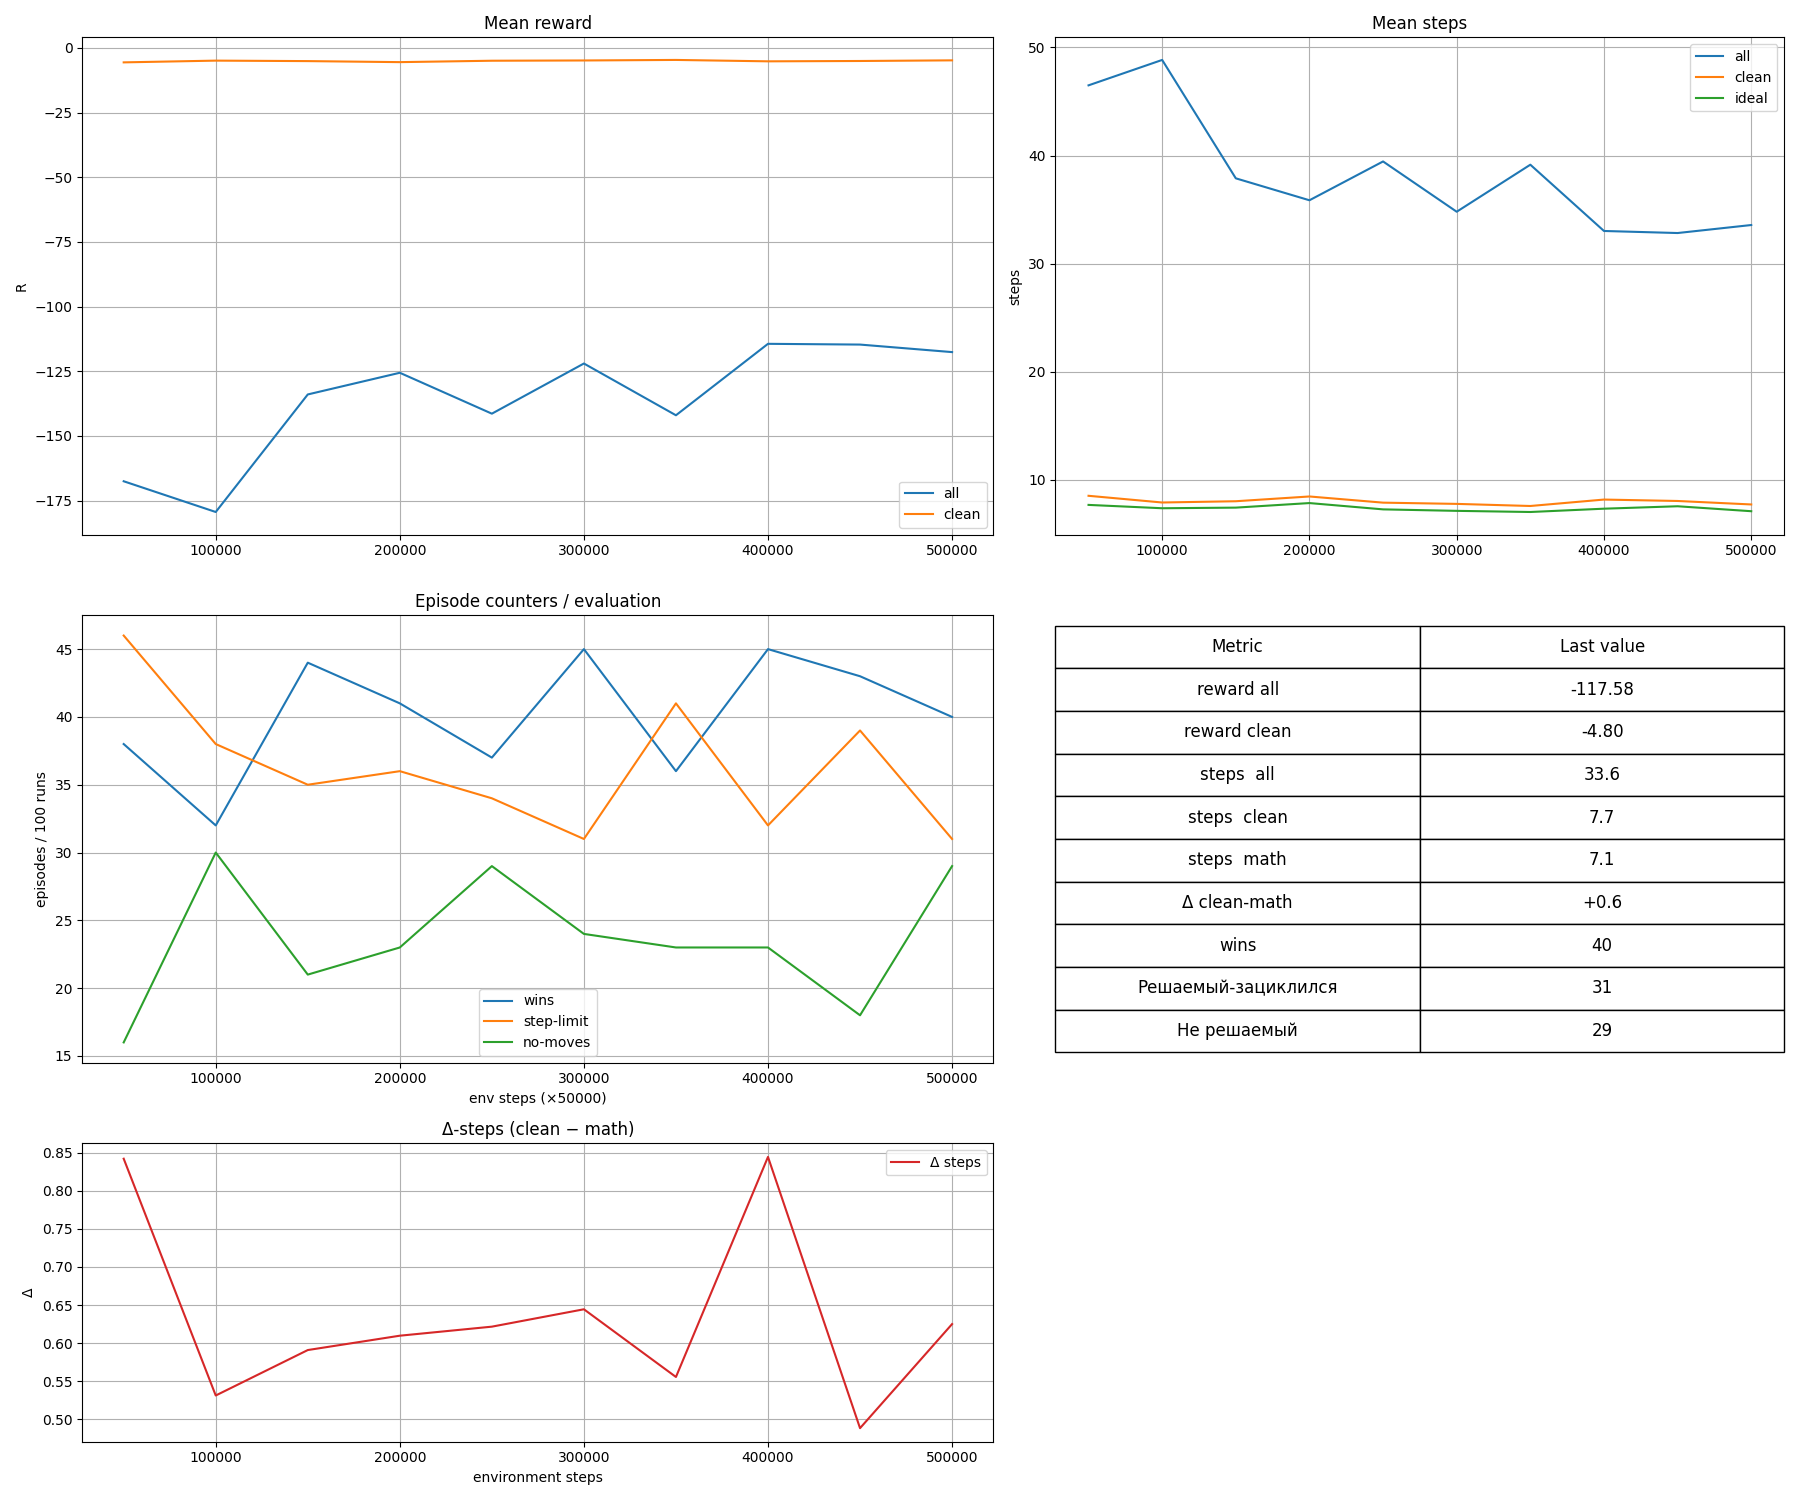 Mean reward
0
−25
−50
−75
−100
−125
−150
−175
R
all
clean
100000
200000
300000
400000
500000
Mean steps
50
40
30
20
10
steps
all
clean
ideal
100000
200000
300000
400000
500000
Episode counters / evaluation
45
40
35
30
25
20
15
episodes / 100 runs
wins
step-limit
no-moves
100000
200000
300000
400000
500000
env steps (×50000)
Metric Last value
reward all -117.58
reward clean -4.80
steps all 33.6
steps clean 7.7
steps math 7.1
Δ clean-math +0.6
wins 40
Решаемый-зациклился 31
Не решаемый 29
Δ-steps (clean − math)
0.85
0.80
0.75
0.70
0.65
0.60
0.55
0.50
Δ
Δ steps
100000
200000
300000
400000
500000
environment steps